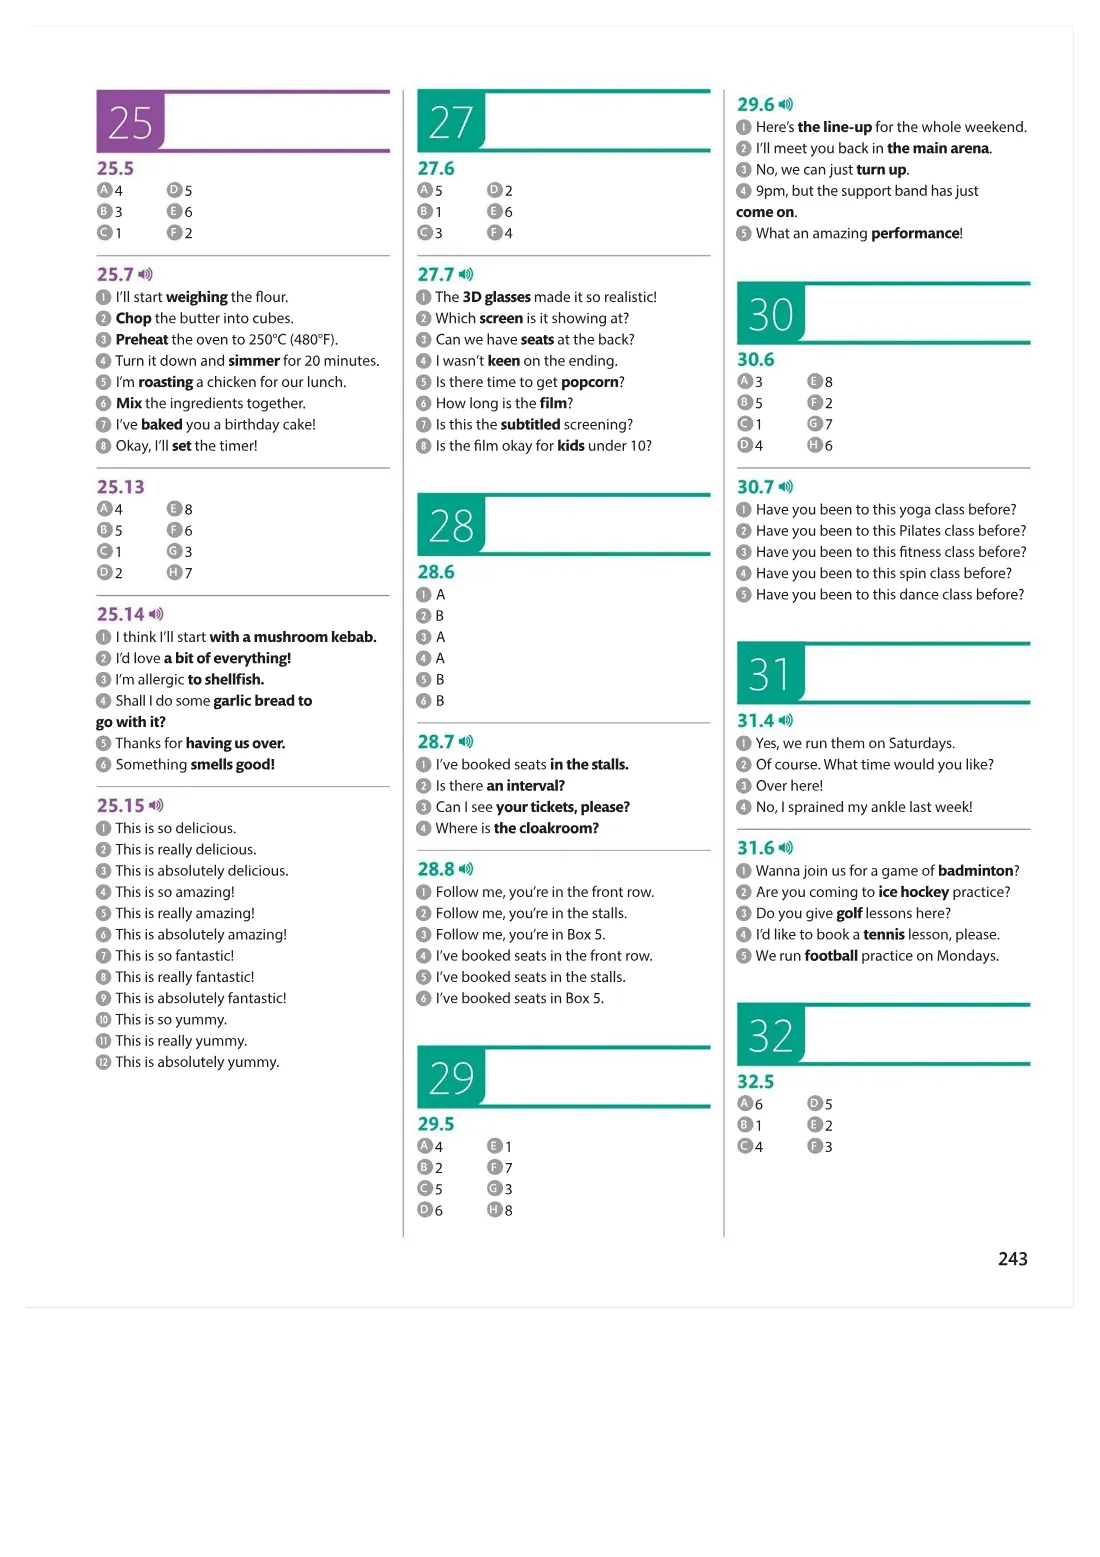 25
25.5
A 4
B 3
C 1
D 5
E 6
F 2
25.7
1 I'll start weighing the flour.
2 Chop the butter into cubes.
3 Preheat the oven to 250°C (480°F).
4 Turn it down and simmer for 20 minutes.
5 I'm roasting a chicken for our lunch.
6 Mix the ingredients together.
7 I've baked you a birthday cake!
8 Okay, I'll set the timer!
25.13
A 4
B 5
C 1
D 2
E 8
F 6
G 3
H 7
25.14
1 I think I'll start with a mushroom kebab.
2 I'd love a bit of everything!
3 I'm allergic to shellfish.
4 Shall I do some garlic bread to
go with it?
5 Thanks for having us over.
6 Something smells good!
25.15
1 This is so delicious.
2 This is really delicious.
3 This is absolutely delicious.
4 This is so amazing!
5 This is really amazing!
6 This is absolutely amazing!
7 This is so fantastic!
8 This is really fantastic!
9 This is absolutely fantastic!
10 This is so yummy.
11 This is really yummy.
12 This is absolutely yummy.
27
27.6
A 5
B 1
C 3
D 2
E 6
F 4
27.7
1 The 3D glasses made it so realistic!
2 Which screen is it showing at?
3 Can we have seats at the back?
4 I wasn't keen on the ending.
5 Is there time to get popcorn?
6 How long is the film?
7 Is this the subtitled screening?
8 Is the film okay for kids under 10?
28
28.6
1 A
2 B
3 A
4 A
5 B
6 B
28.7
1 I've booked seats in the stalls.
2 Is there an interval?
3 Can I see your tickets, please?
4 Where is the cloakroom?
28.8
1 Follow me, you're in the front row.
2 Follow me, you're in the stalls.
3 Follow me, you're in Box 5.
4 I've booked seats in the front row.
5 I've booked seats in the stalls.
6 I've booked seats in Box 5.
29
29.5
A 4
B 2
C 5
D 6
E 1
F 7
G 3
H 8
29.6
1 Here's the line-up for the whole weekend.
2 I'll meet you back in the main arena.
3 No, we can just turn up.
4 9pm, but the support band has just
come on.
5 What an amazing performance!
30
30.6
A 3
B 5
C 1
D 4
E 8
F 2
G 7
H 6
30.7
1 Have you been to this yoga class before?
2 Have you been to this Pilates class before?
3 Have you been to this fitness class before?
4 Have you been to this spin class before?
5 Have you been to this dance class before?
31
31.4
1 Yes, we run them on Saturdays.
2 Of course. What time would you like?
3 Over here!
4 No, I sprained my ankle last week!
31.6
1 Wanna join us for a game of badminton?
2 Are you coming to ice hockey practice?
3 Do you give golf lessons here?
4 I'd like to book a tennis lesson, please.
5 We run football practice on Mondays.
32
32.5
A 6
B 1
C 4
D 5
E 2
F 3
243